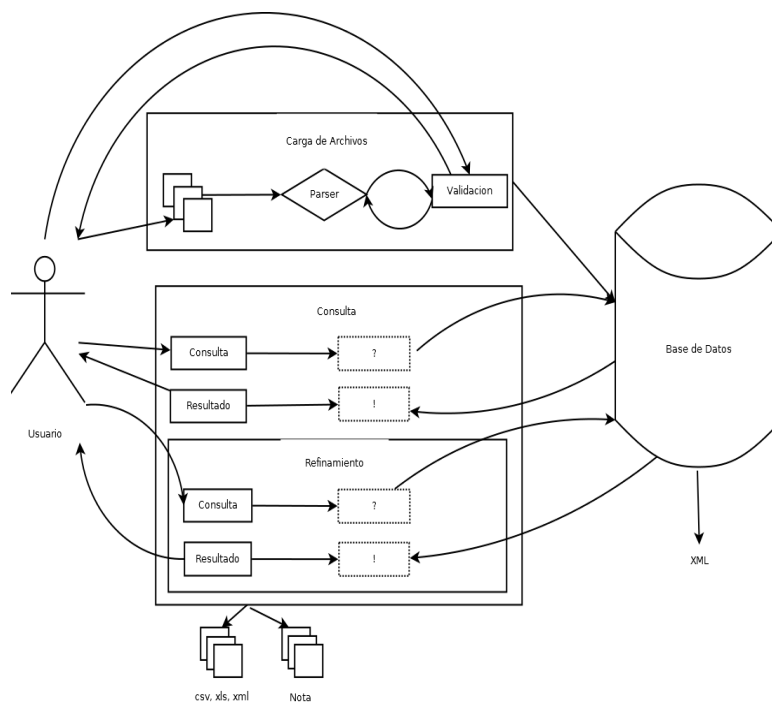 Carga de Archivos
Parser
Validacion
Consulta
Consulta
?
Base de Datos
Resultado
!
Usuario
Refinamiento
Consulta
?
Resultado
!
XML
csv, xls, xml
Nota